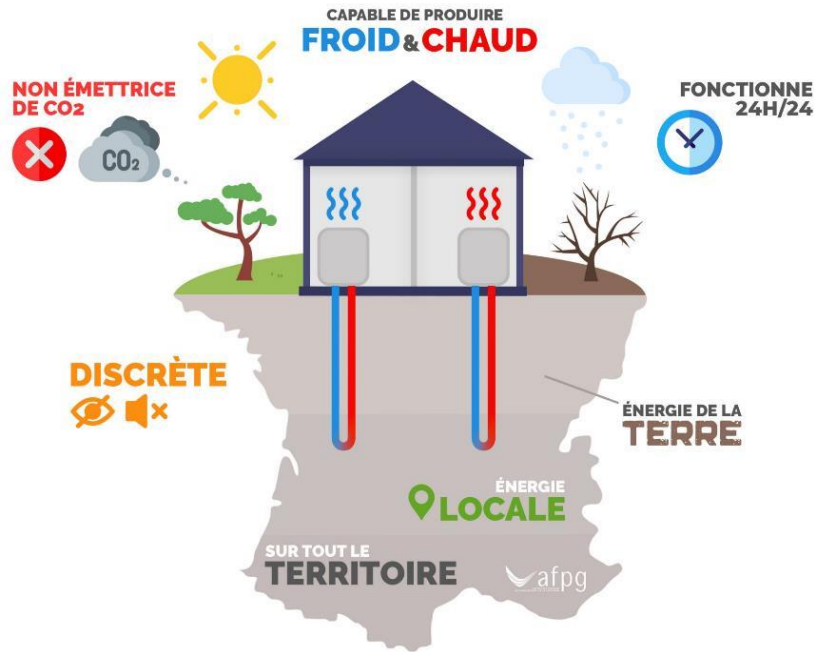 CAPABLE DE PRODUIRE
FROID & CHAUD
NON ÉMETTRICE
DE CO2
CO₂
FONCTIONNE
24H/24
DISCRÈTE
ÉNERGIE DE LA
TERRE
ÉNERGIE
LOCALE
SUR TOUT LE
TERRITOIRE
afpg